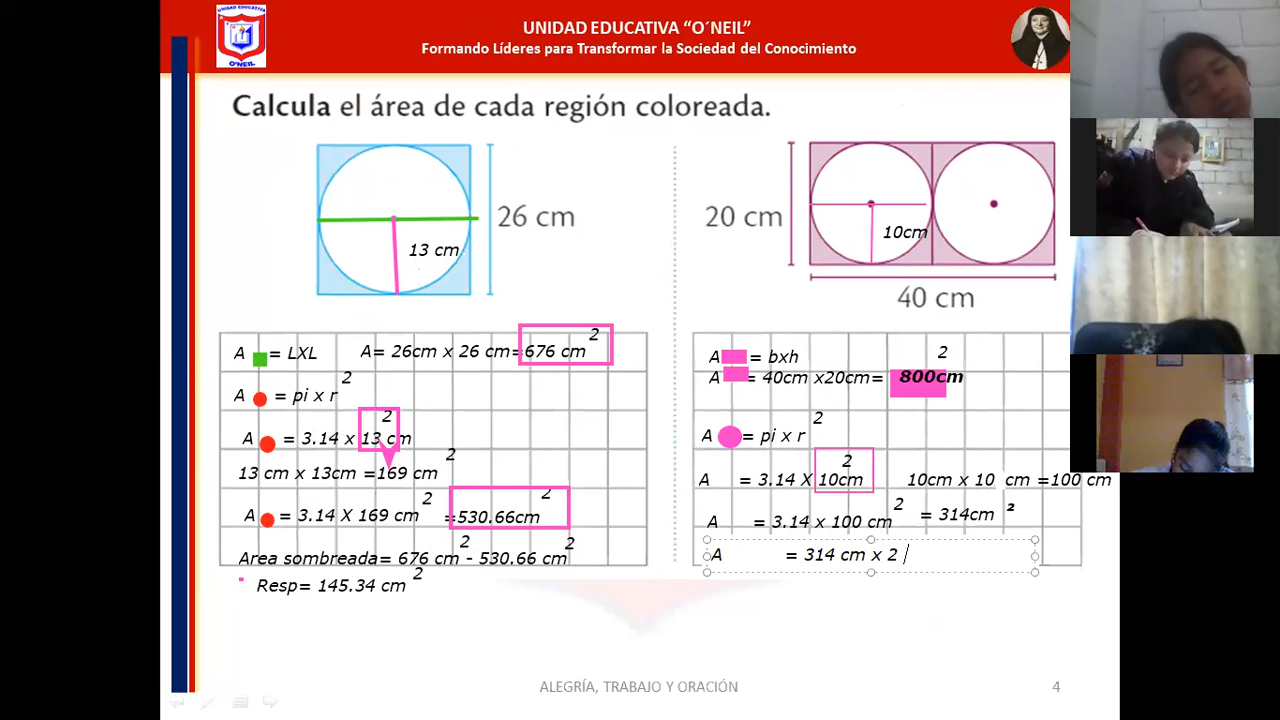 UNIDAD EDUCATIVA “O´NEIL”
Formando Líderes para Transformar la Sociedad del Conocimiento
UNIDAD EDUCATIVA
O'NEIL
Calcula el área de cada región coloreada.
26 cm
13 cm
20 cm
10cm
40 cm
A = LXL A= 26cm x 26 cm=676 cm 2
A = pi x r 2
A = 3.14 x 13 cm 2
13 cm x 13cm =169 cm 2
A = 3.14 X 169 cm 2 =530.66cm 2
Area sombreada= 676 cm 2 - 530.66 cm 2
Resp= 145.34 cm 2
A = bxh
A = 40cm x20cm= 800cm 2
A = pi x r 2
A = 3.14 X 10cm 2 10cm x 10 cm =100 cm
A = 3.14 x 100 cm 2 = 314cm ²
A = 314 cm x 2
ALEGRÍA, TRABAJO Y ORACIÓN
4